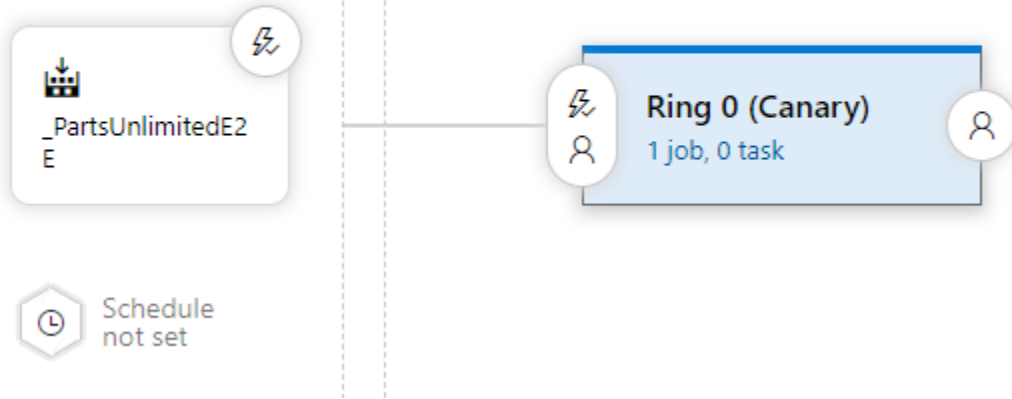 _PartsUnlimitedE2
E
Ring 0 (Canary)
1 job, 0 task
Schedule
not set